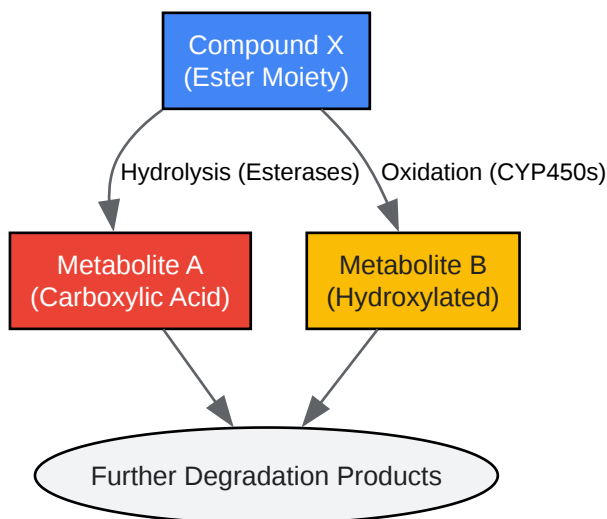 Compound X
(Ester Moiety)
Hydrolysis (Esterases)
Oxidation (CYP450s)
Metabolite A
(Carboxylic Acid)
Metabolite B
(Hydroxylated)
Further Degradation Products